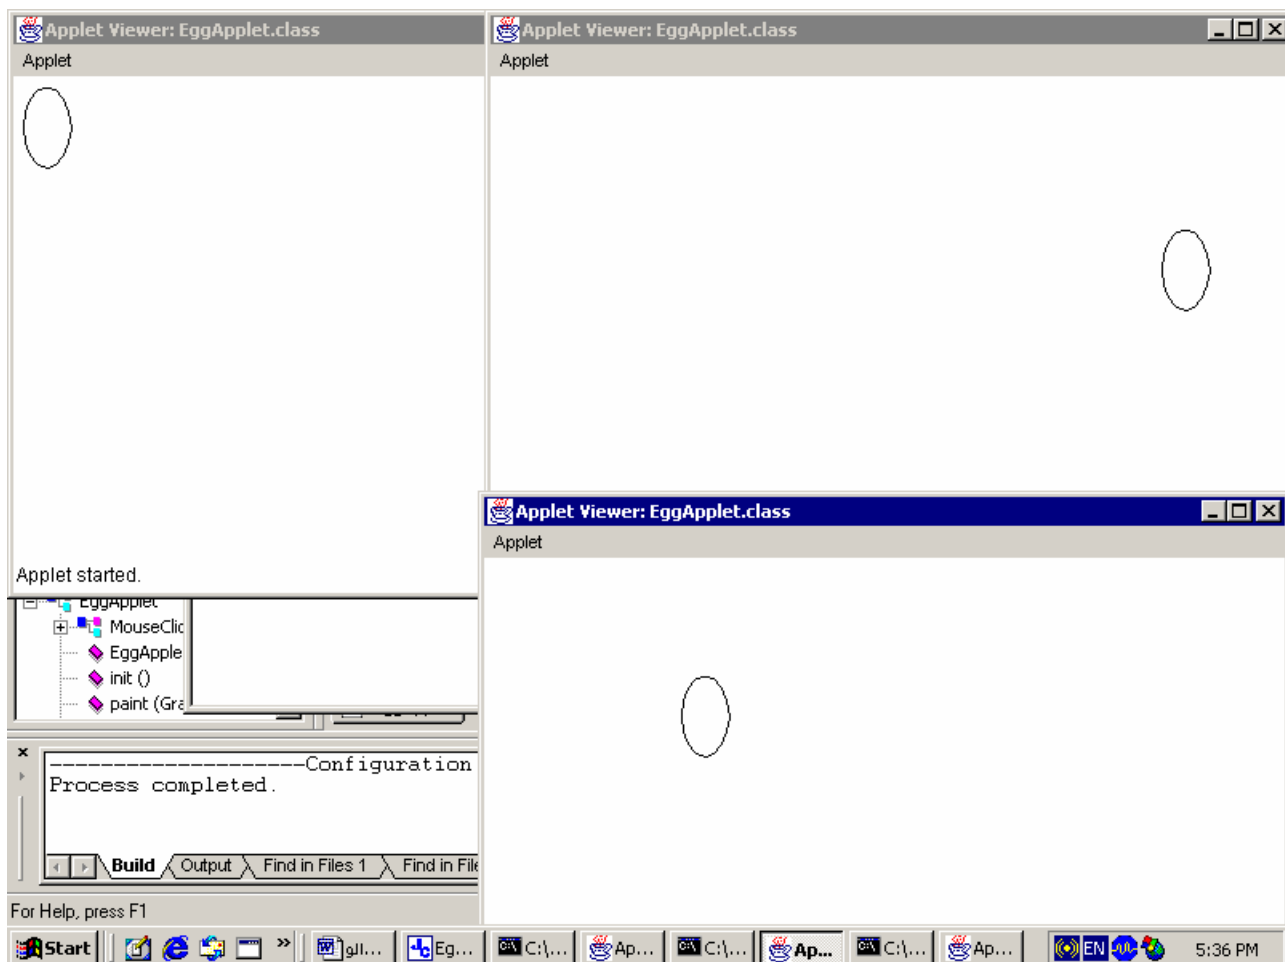 Applet Viewer: EggApplet.class
Applet
Applet started.
Applet Viewer: EggApplet.class
Applet
Applet Viewer: EggApplet.class
Applet
EggApplet
MouseClic
EggApple
init ()
paint (Gra
--------------------Configuration
Process completed.
Build Output Find in Files 1 Find in File
For Help, press F1
Start » الو... Eg... C:\... Ap... C:\... Ap... C:\... Ap... EN 5:36 PM